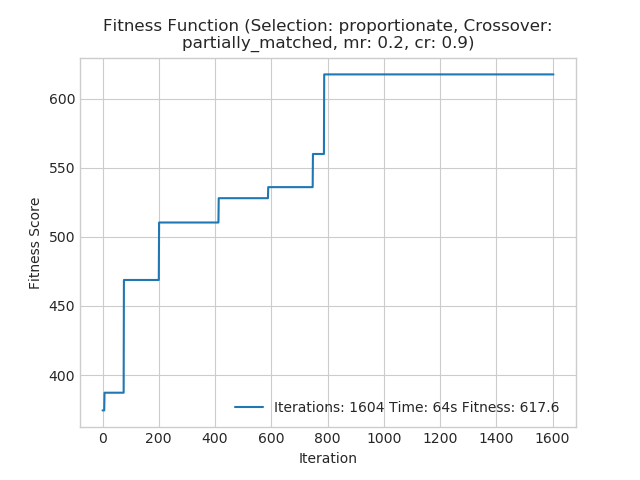 Fitness Function (Selection: proportionate, Crossover:
partially_matched, mr: 0.2, cr: 0.9)
Fitness Score
600
550
500
450
400
Iterations: 1604 Time: 64s Fitness: 617.6
0 200 400 600 800 1000 1200 1400 1600
Iteration